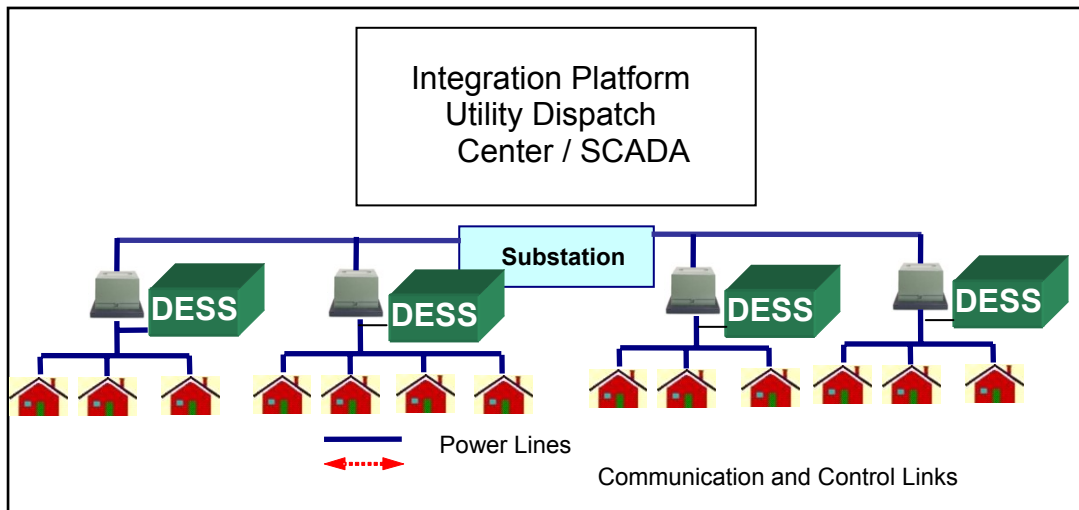 Integration Platform
Utility Dispatch
Center / SCADA
Substation
DESS
DESS
DESS
DESS
Power Lines
Communication and Control Links